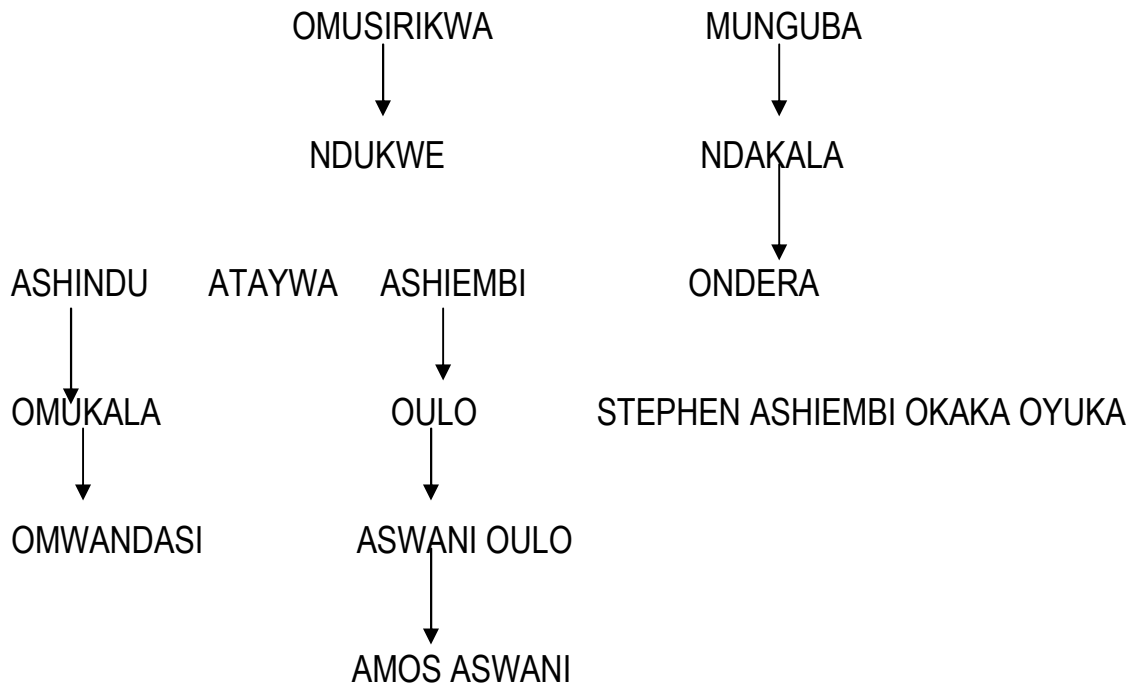 OMUSIRIKWA MUNGUBA
NDUKWE NDAKALA
ASHINDU ATAYWA ASHIEMBI ONDERA
OMUKALA OULO STEPHEN ASHIEMBI OKAKA OYUKA
OMWANDASI ASWANI OULO
AMOS ASWANI